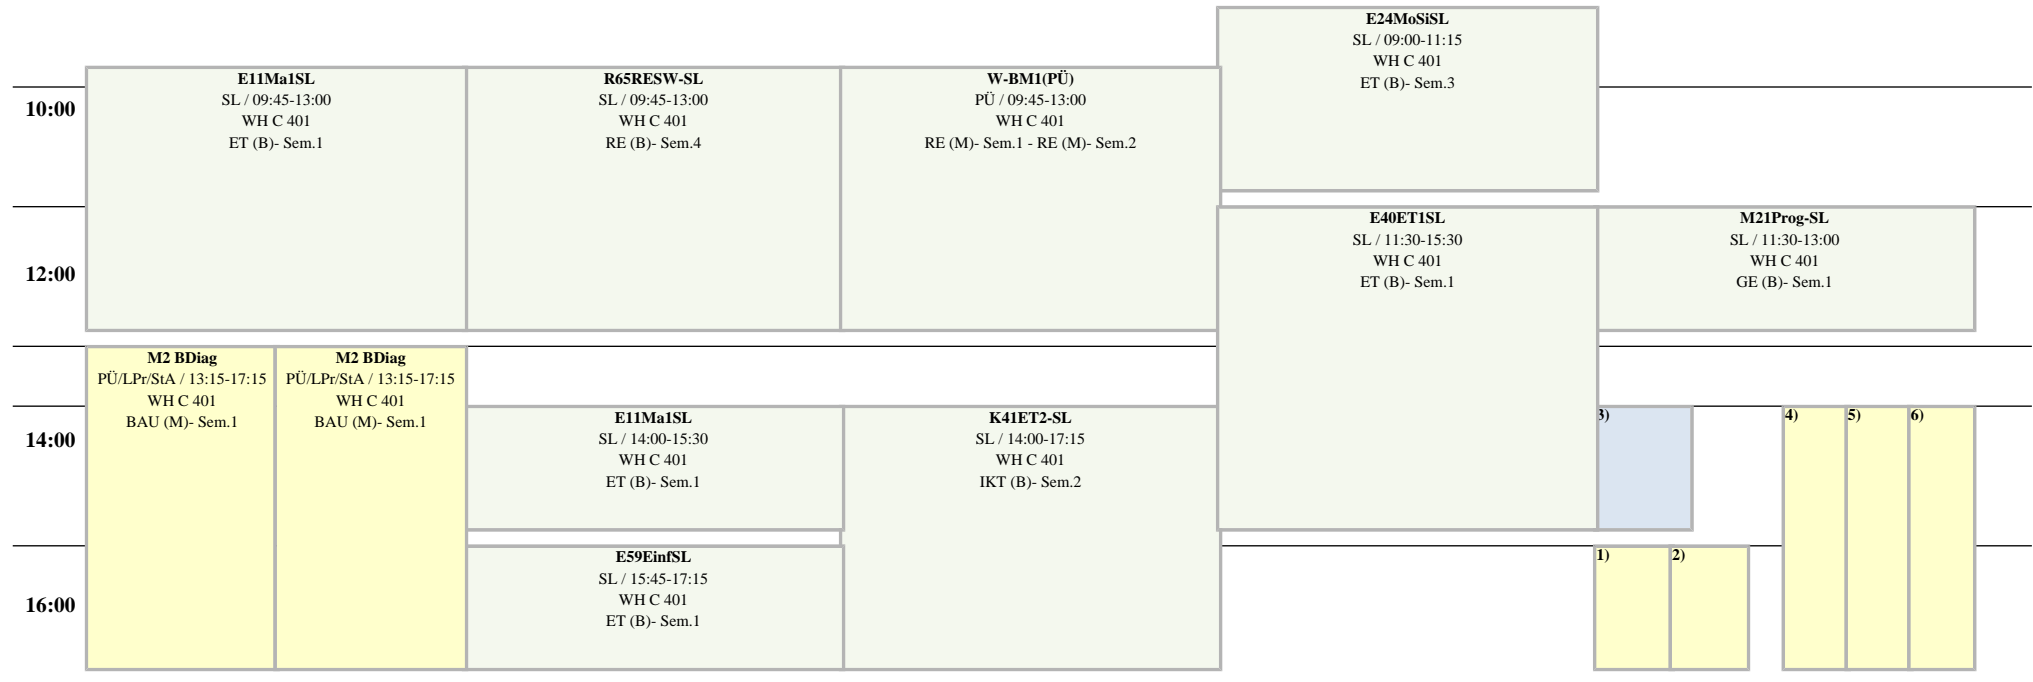 E24MoSiSL
SL / 09:00-11:15
WH C 401
ET (B)- Sem.3
E11Ma1SL
SL / 09:45-13:00
WH C 401
ET (B)- Sem.1
R65RESW-SL
SL / 09:45-13:00
WH C 401
RE (B)- Sem.4
W-BM1(PÜ)
PÜ / 09:45-13:00
WH C 401
RE (M)- Sem.1 - RE (M)- Sem.2
10:00
E40ET1SL
SL / 11:30-15:30
WH C 401
ET (B)- Sem.1
M21Prog-SL
SL / 11:30-13:00
WH C 401
GE (B)- Sem.1
12:00
M2 BDiag
PÜ/LPr/StA / 13:15-17:15
WH C 401
BAU (M)- Sem.1
M2 BDiag
PÜ/LPr/StA / 13:15-17:15
WH C 401
BAU (M)- Sem.1
E11Ma1SL
SL / 14:00-15:30
WH C 401
ET (B)- Sem.1
K41ET2-SL
SL / 14:00-17:15
WH C 401
IKT (B)- Sem.2
3)
4)
5)
6)
14:00
E59EinfSL
SL / 15:45-17:15
WH C 401
ET (B)- Sem.1
1)
2)
16:00